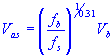 V_as = (f_b / f_s)^(1/0.31) V_b